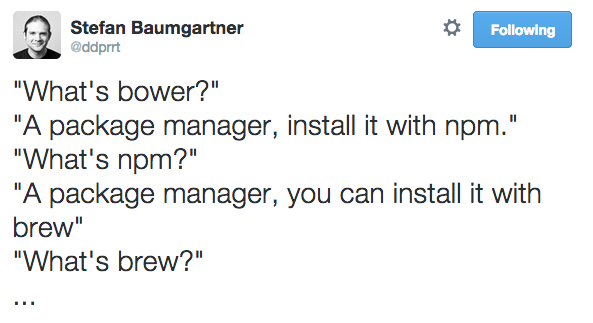 Stefan Baumgartner
@ddprrt
Following
"What's bower?"
"A package manager, install it with npm."
"What's npm?"
"A package manager, you can install it with
brew"
"What's brew?"
...